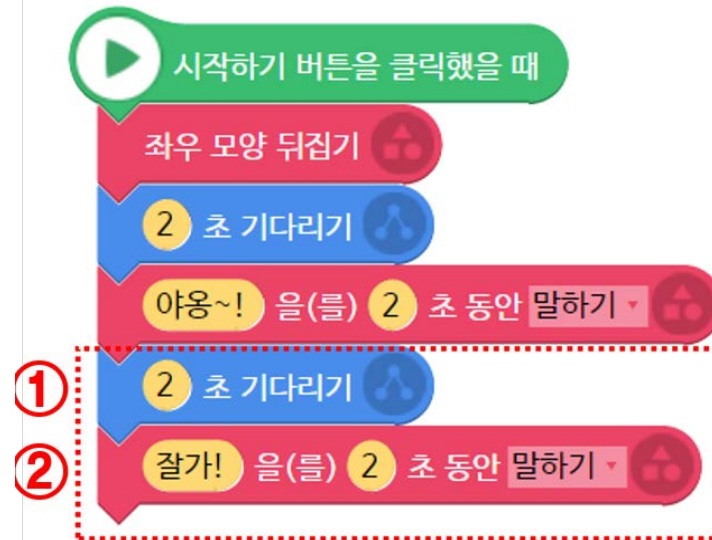 시작하기 버튼을 클릭했을 때
좌우 모양 뒤집기
2 초 기다리기
야옹~! 을(를) 2 초 동안 말하기
① 2 초 기다리기
② 잘가! 을(를) 2 초 동안 말하기